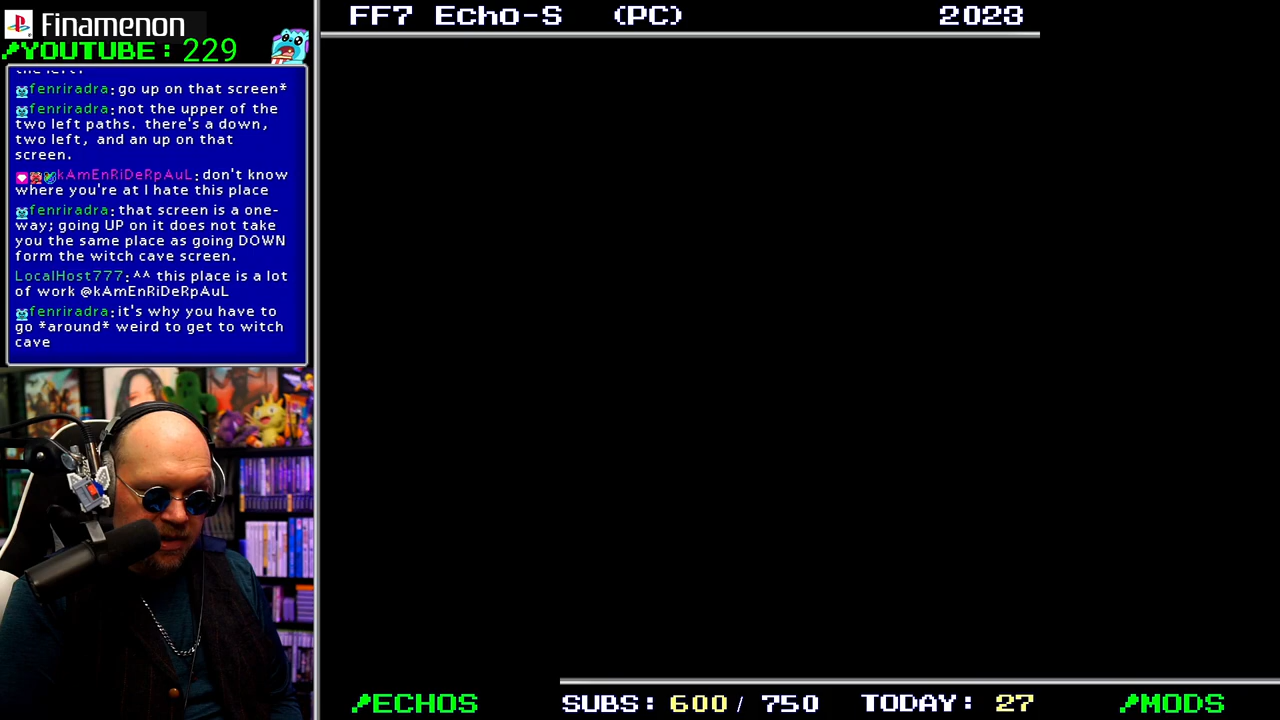 FF7 Echo-S (PC) 2023
Finamenon
/YOUTUBE: 229
fenriradra: go up on that screen*
fenriradra: not the upper of the
two left paths. there's a down,
two left, and an up on that
screen.
kAmEnRiDeRpAuL: don't know
where you're at I hate this place
fenriradra: that screen is a one-
way; going UP on it does not take
you the same place as going DOWN
form the witch cave screen.
LocalHost777: ^^ this place is a lot
of work @kAmEnRiDeRpAuL
fenriradra: it's why you have to
go *around* weird to get to witch
cave
/ECHOS SUBS: 600/ 750 TODAY: 27 /MODS